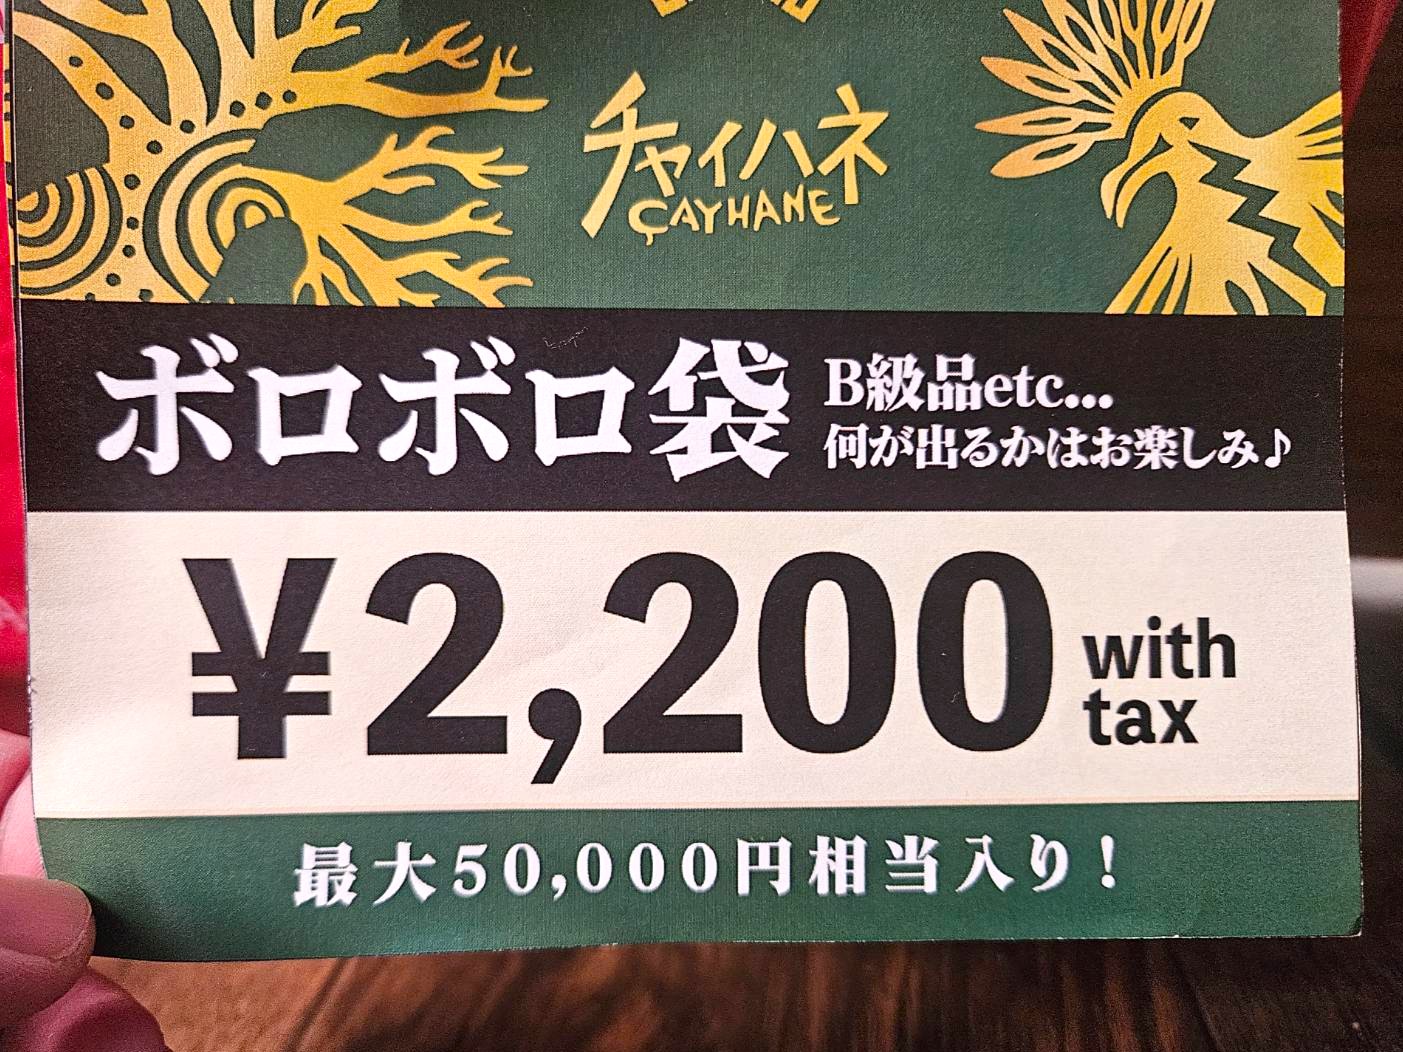 チャイハネ
ÇAYHANE
ボロボロ袋
B級品etc...
何が出るかはお楽しみ♪
¥2,200 with tax
最大50,000円相当入り！